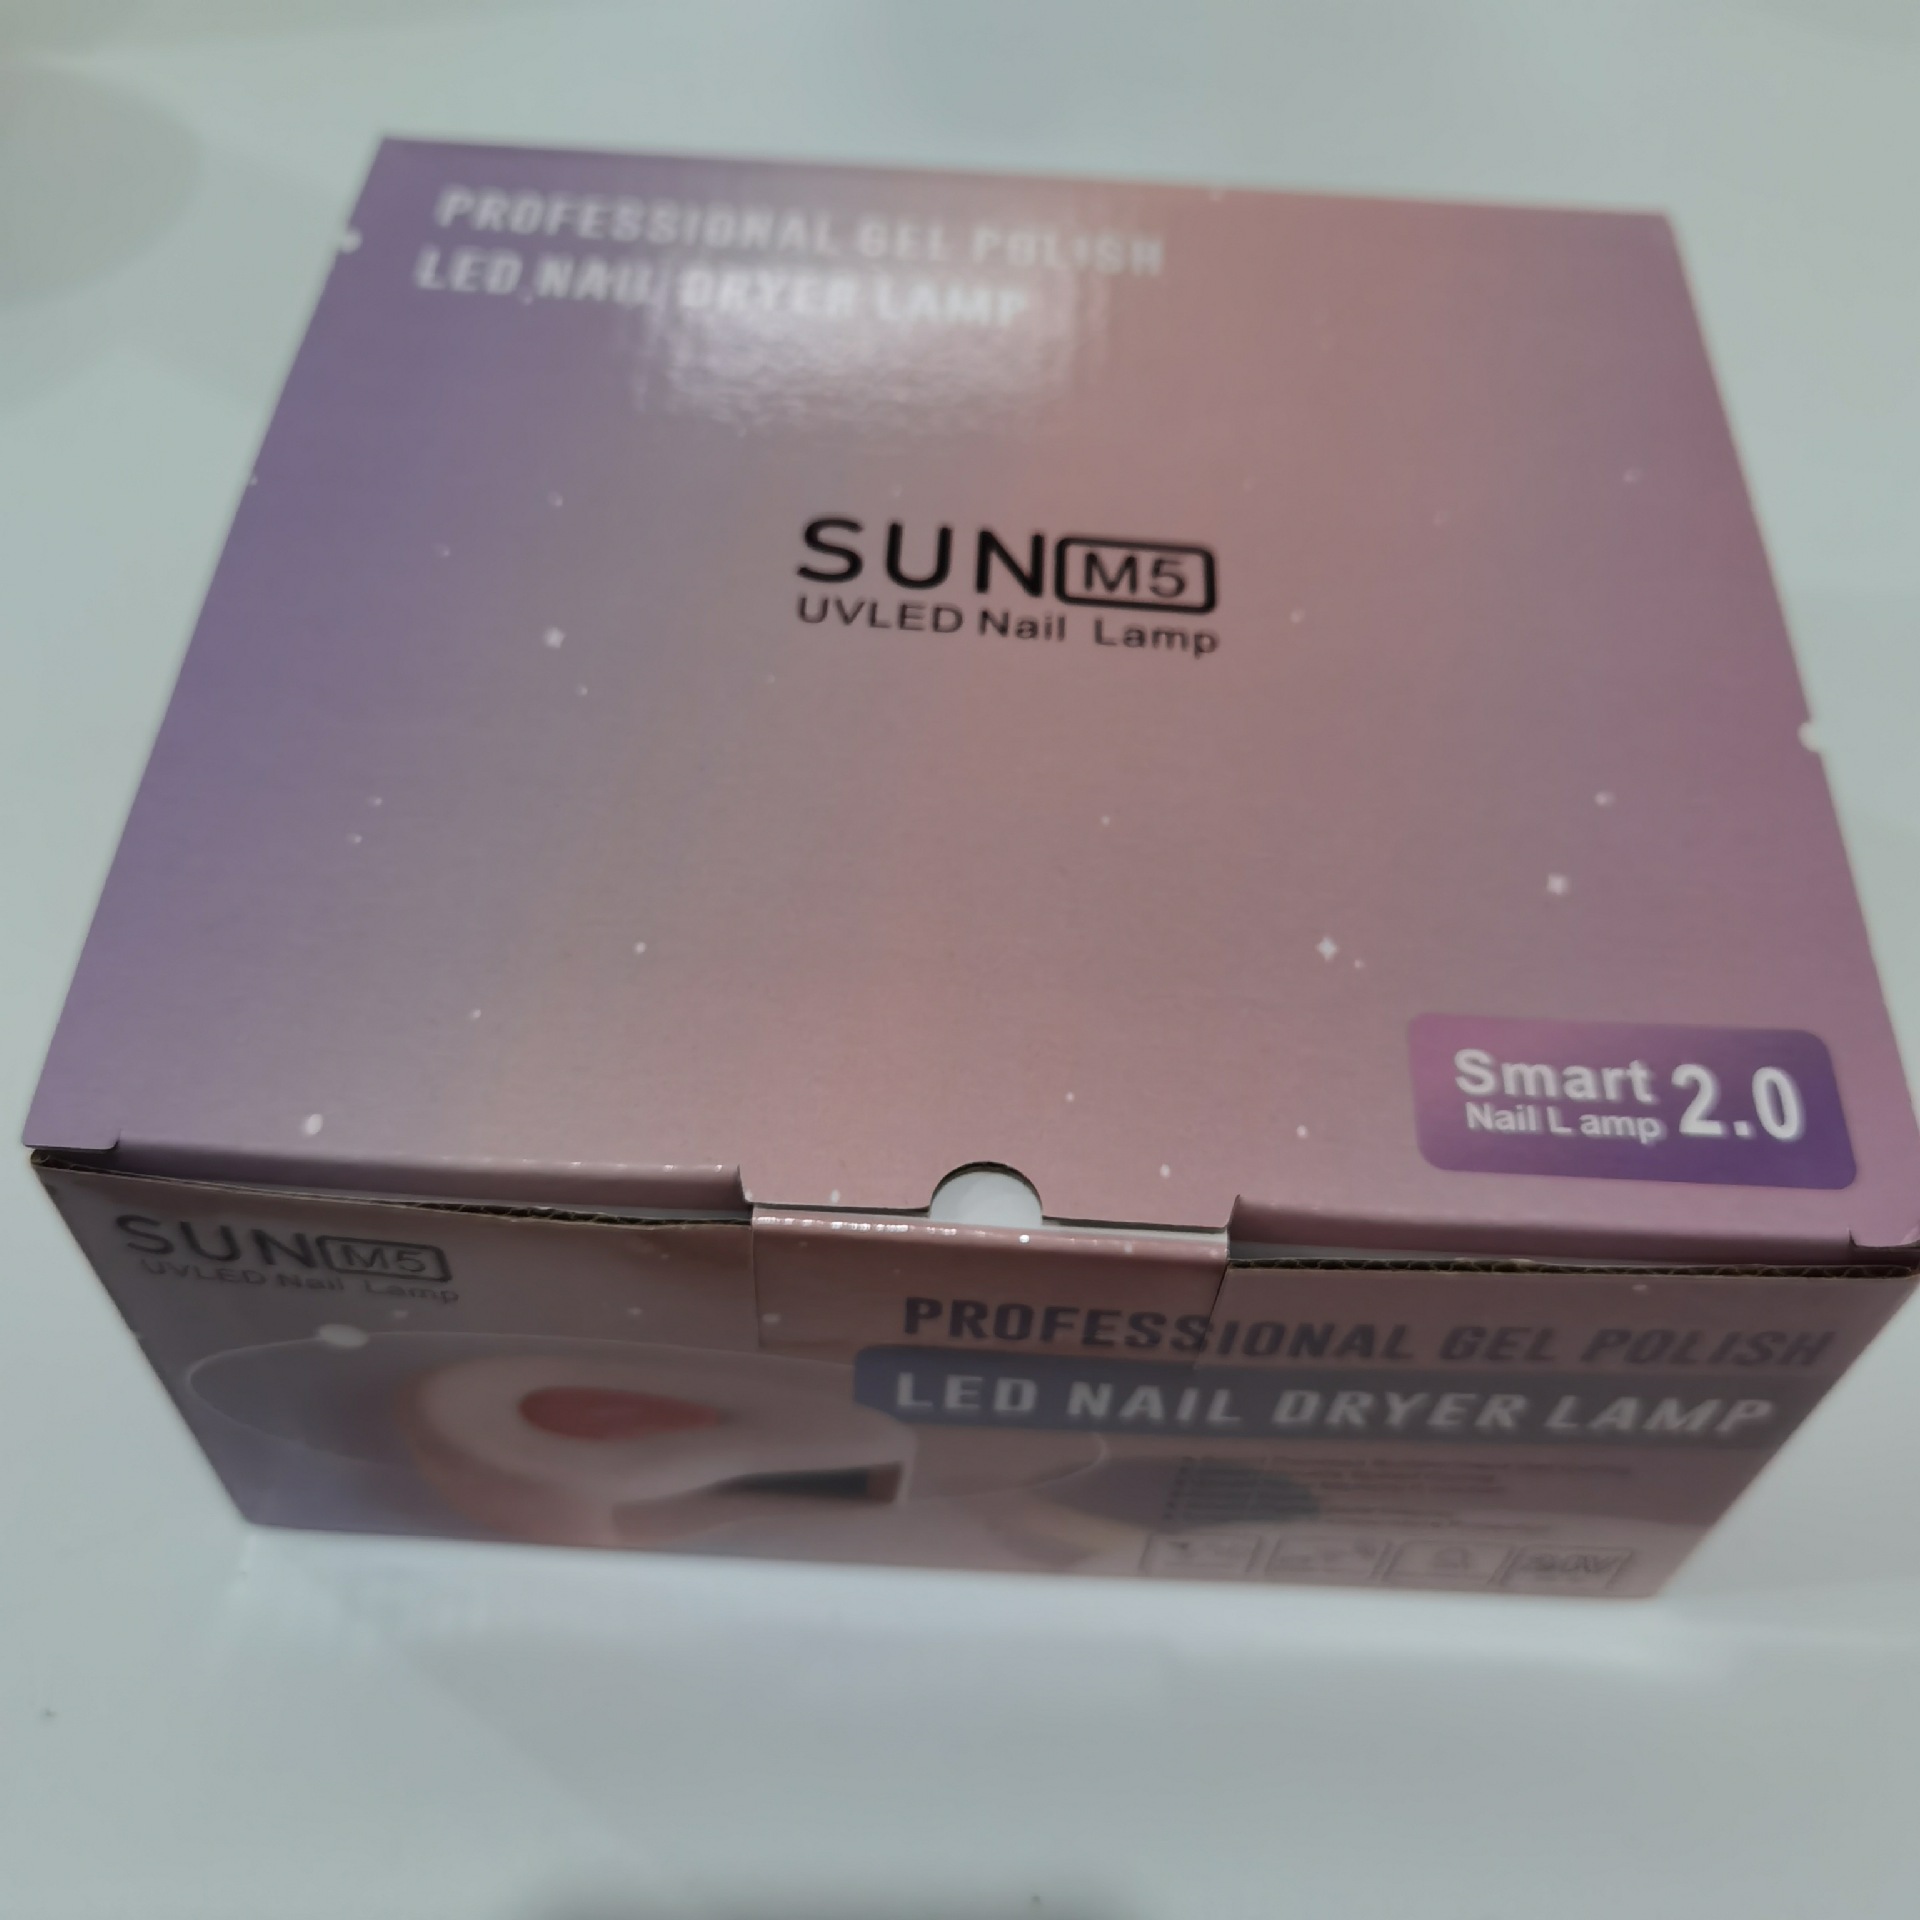 PROFESSIONAL GEL POLISH
LED NAIL DRYER LAMP
SUN M5
UVLED Nail Lamp
Smart 2.0
Nail Lamp
SUN M5
UVLED Nail Lamp
PROFESSIONAL GEL POLISH
LED NAIL DRYER LAMP